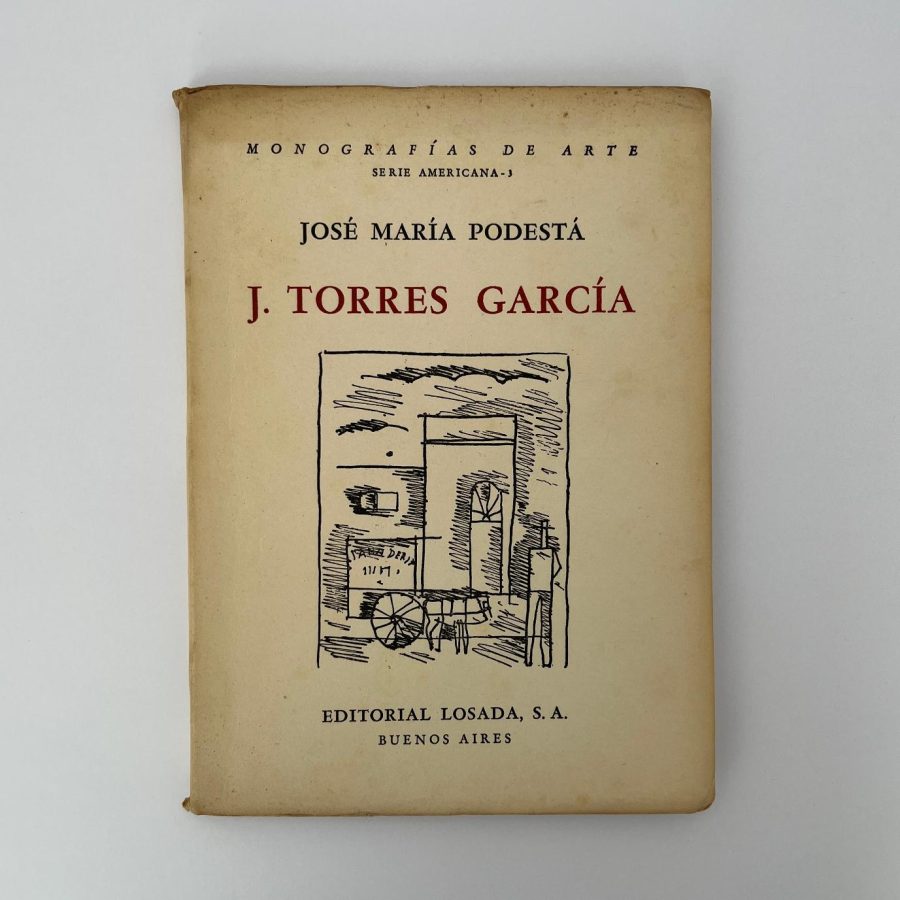 MONOGRAFÍAS DE ARTE
SERIE AMERICANA-3
JOSÉ MARÍA PODESTÁ
J. TORRES GARCÍA
EDITORIAL LOSADA, S. A.
BUENOS AIRES